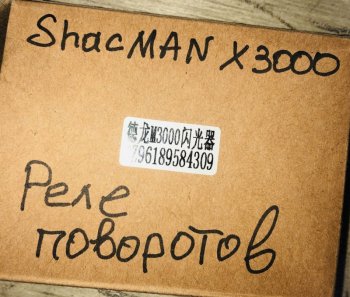 ShacMAN X3000
德龙M3000闪光器
796189584309
Реле
поворотов